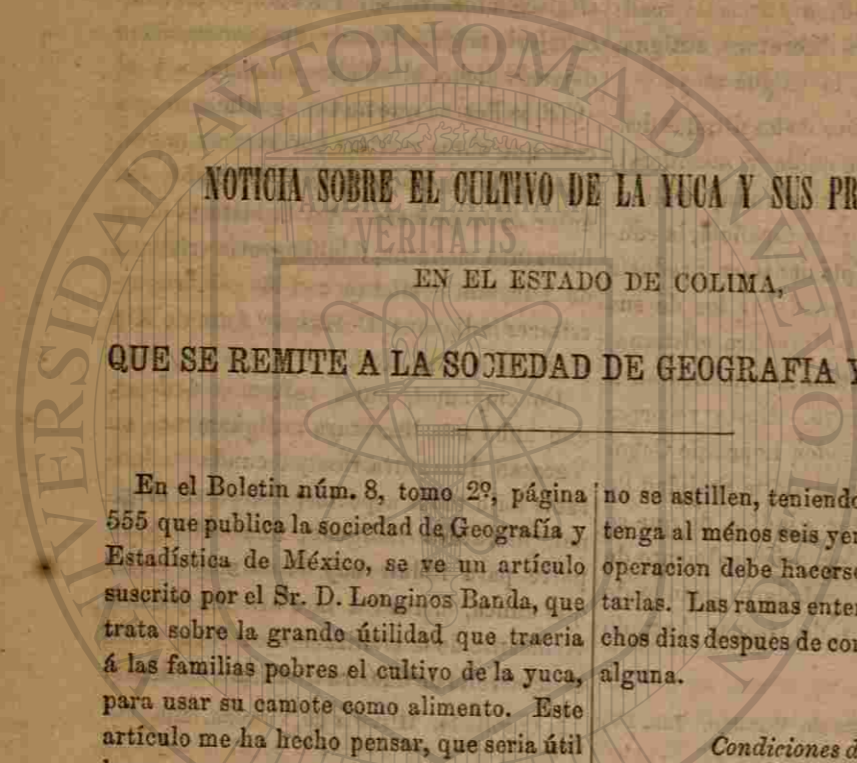 NOTICIA SOBRE EL CULTIVO DE LA YUCA Y SUS
EN EL ESTADO DE COLIMA,
QUE SE REMITE A LA SOCIEDAD DE GEOGRAFIA Y
En el Boletin núm. 8, tomo 2º, página
555 que publica la sociedad de Geografía y
Estadística de México, se ve un artículo
suscrito por el Sr. D. Longinos Banda, que
trata sobre la grande útilidad que traeria
á las familias pobres el cultivo de la yuca,
para usar su camote como alimento. Este
artículo me ha hecho pensar, que seria útil
no se astillen, teniendo
tenga al ménos seis
operacion debe hacerse
tarlas. Las ramas
chos dias despues de
alguna.
Condiciones
VERITATIS